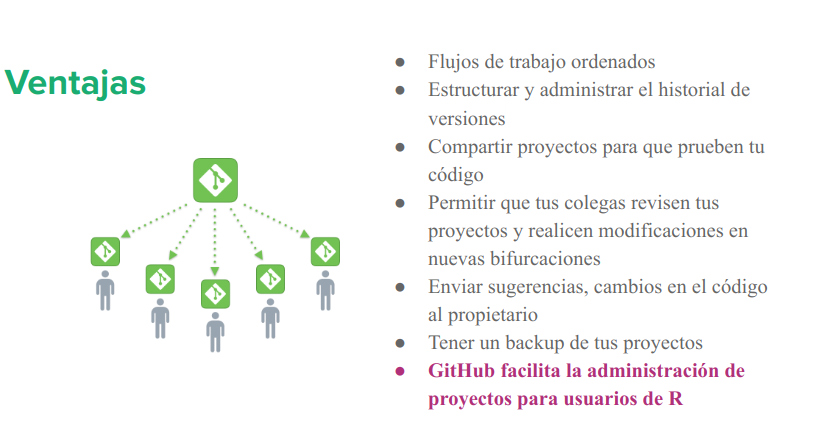 Ventajas
● Flujos de trabajo ordenados
● Estructurar y administrar el historial de
versiones
● Compartir proyectos para que prueben tu
código
● Permitir que tus colegas revisen tus
proyectos y realicen modificaciones en
nuevas bifurcaciones
● Enviar sugerencias, cambios en el código
al propietario
● Tener un backup de tus proyectos
● GitHub facilita la administración de
proyectos para usuarios de R